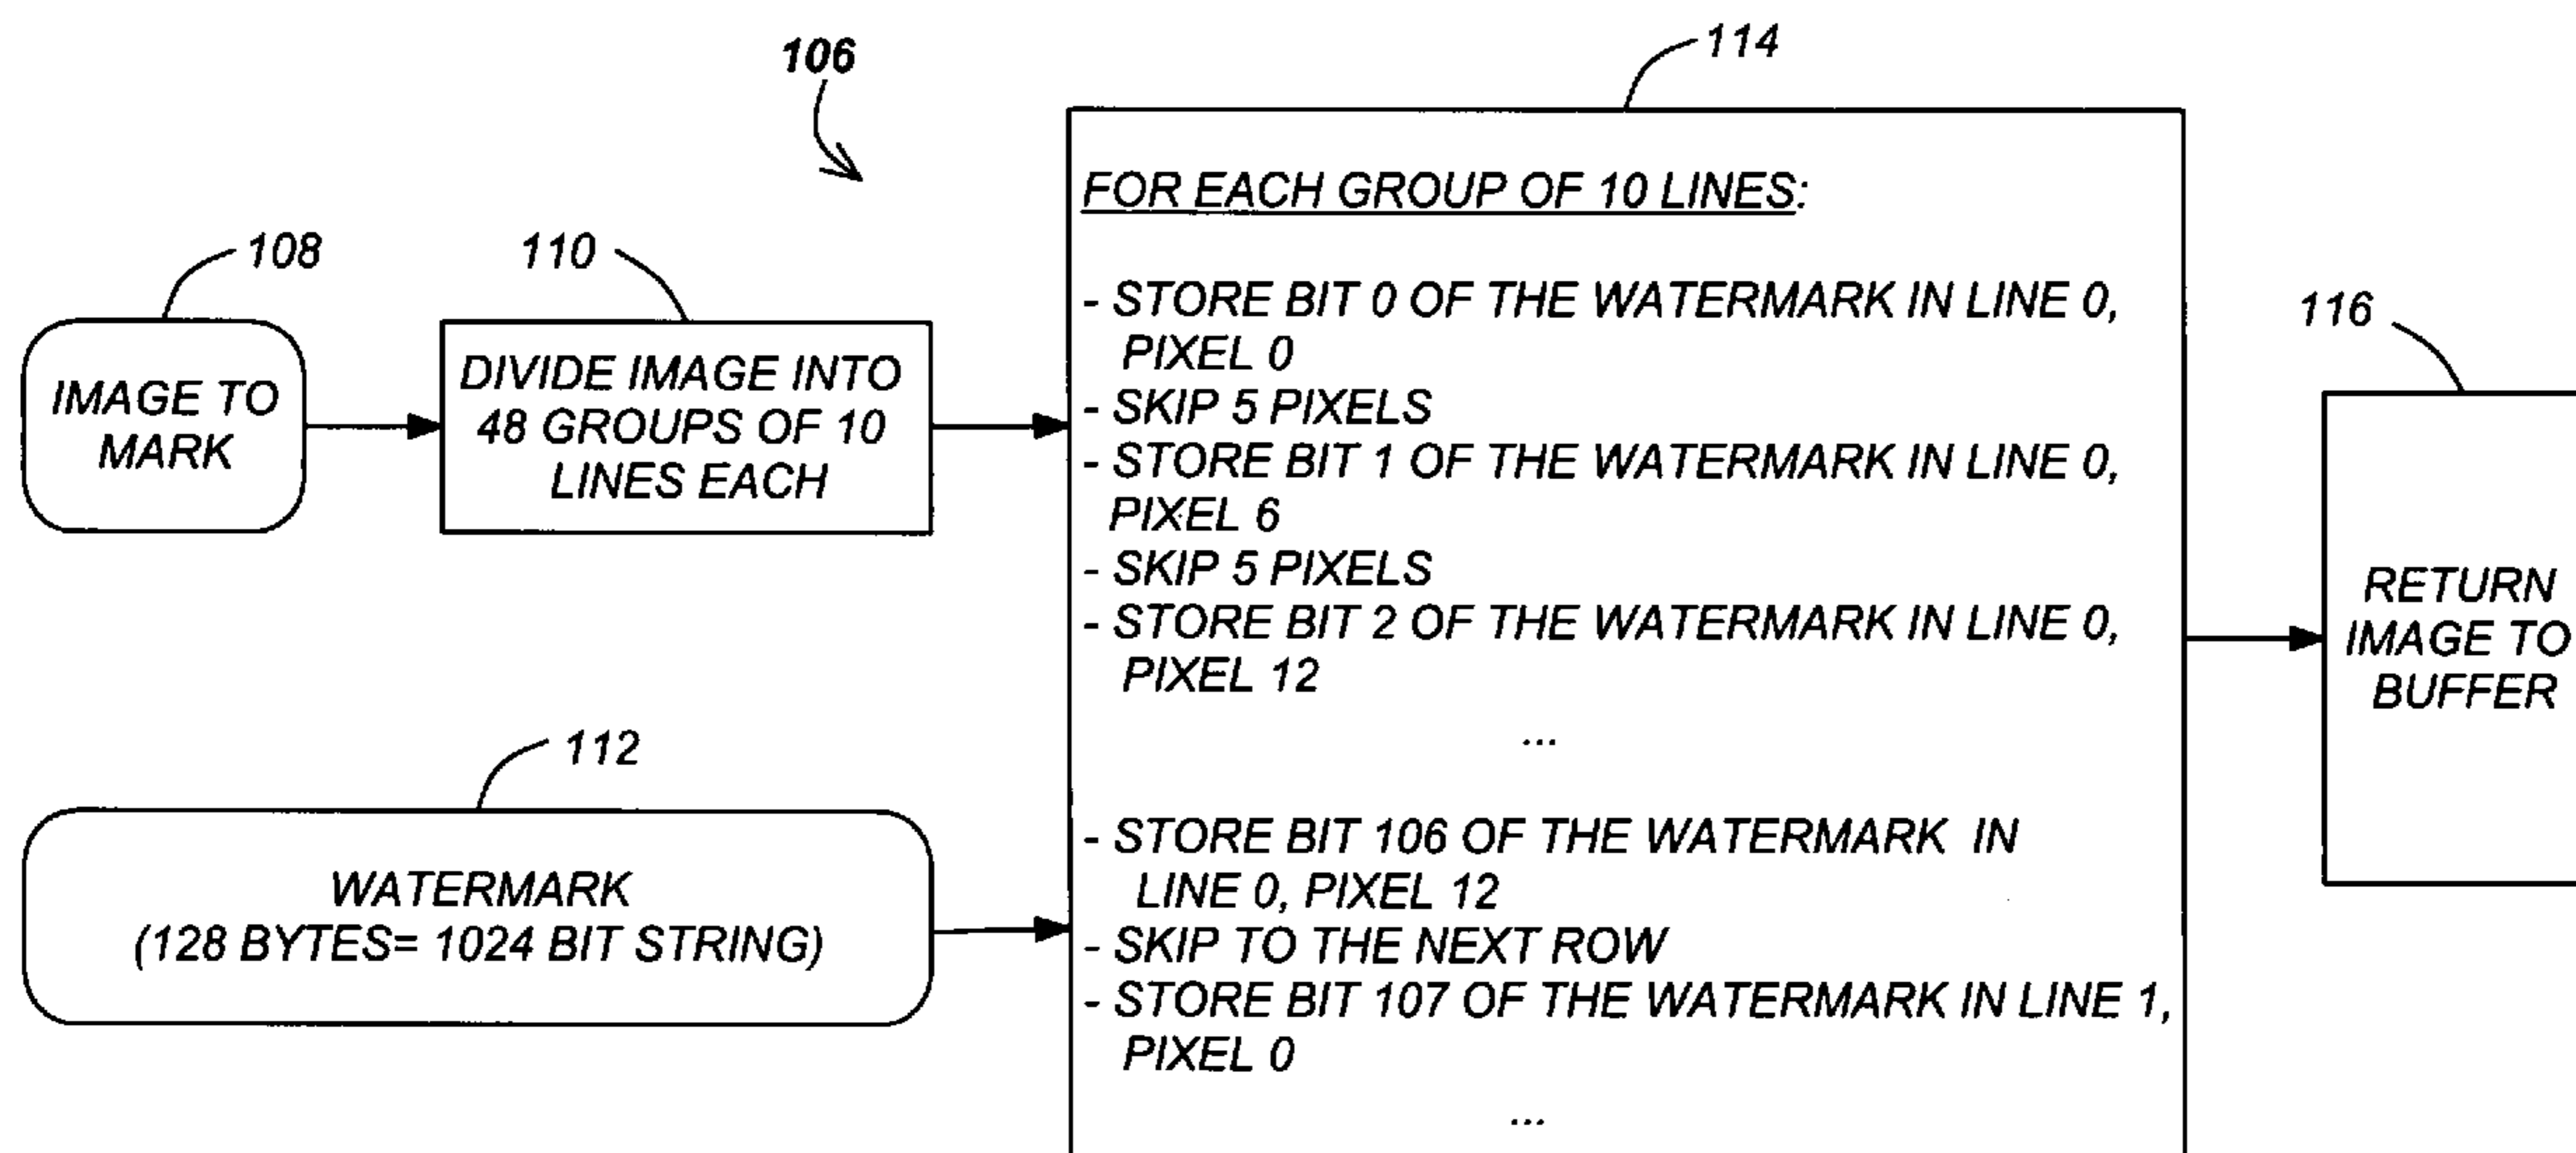 106
114
108
110
116
112
IMAGE TO
MARK
DIVIDE IMAGE INTO
48 GROUPS OF 10
LINES EACH
WATERMARK
(128 BYTES= 1024 BIT STRING)
FOR EACH GROUP OF 10 LINES:
- STORE BIT 0 OF THE WATERMARK IN LINE 0,
PIXEL 0
- SKIP 5 PIXELS
- STORE BIT 1 OF THE WATERMARK IN LINE 0,
PIXEL 6
- SKIP 5 PIXELS
- STORE BIT 2 OF THE WATERMARK IN LINE 0,
PIXEL 12
...
- STORE BIT 106 OF THE WATERMARK IN
LINE 0, PIXEL 12
- SKIP TO THE NEXT ROW
- STORE BIT 107 OF THE WATERMARK IN LINE 1,
PIXEL 0
...
RETURN
IMAGE TO
BUFFER